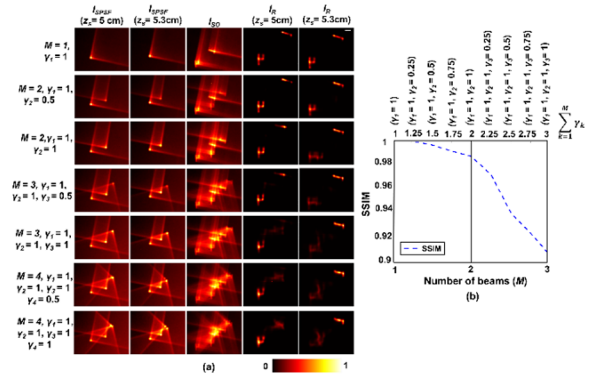 I_SPSF
(z_s= 5 cm)
I_SPSF
(z_s= 5.3cm)
I_SO
I_R
(z_s= 5cm)
I_R
(z_s= 5.3cm)
M = 1,
γ1 = 1
M = 2, γ1 = 1,
γ2 = 0.5
M = 2,γ1 = 1,
γ2 = 1
M = 3, γ1 = 1,
γ2 = 1, γ3 = 0.5
M = 3, γ1 = 1,
γ2 = 1, γ3 = 1
M = 4, γ1 = 1,
γ2 = 1, γ3 = 1
γ4 = 0.5
M = 4, γ1 = 1,
γ2 = 1, γ3 = 1
γ4 = 1
(a)
0
1
(γ1 = 1)
(γ1 = 1, γ2 = 0.25)
(γ1 = 1, γ2 = 0.5)
(γ1 = 1, γ2 = 0.75)
(γ1 = 1, γ2 = 1)
(γ1 = 1, γ2 = 1, γ3 = 0.25)
(γ1 = 1, γ2 = 1, γ3 = 0.5)
(γ1 = 1, γ2 = 1, γ3 = 0.75)
(γ1 = 1, γ2 = 1, γ3 = 1)
1 1.25 1.5 1.75 2 2.25 2.5 2.75 3
M
∑ γk
k=1
1
0.98
0.96
0.94
0.92
0.9
SSIM
SSIM
1 2 3
Number of beams (M)
(b)